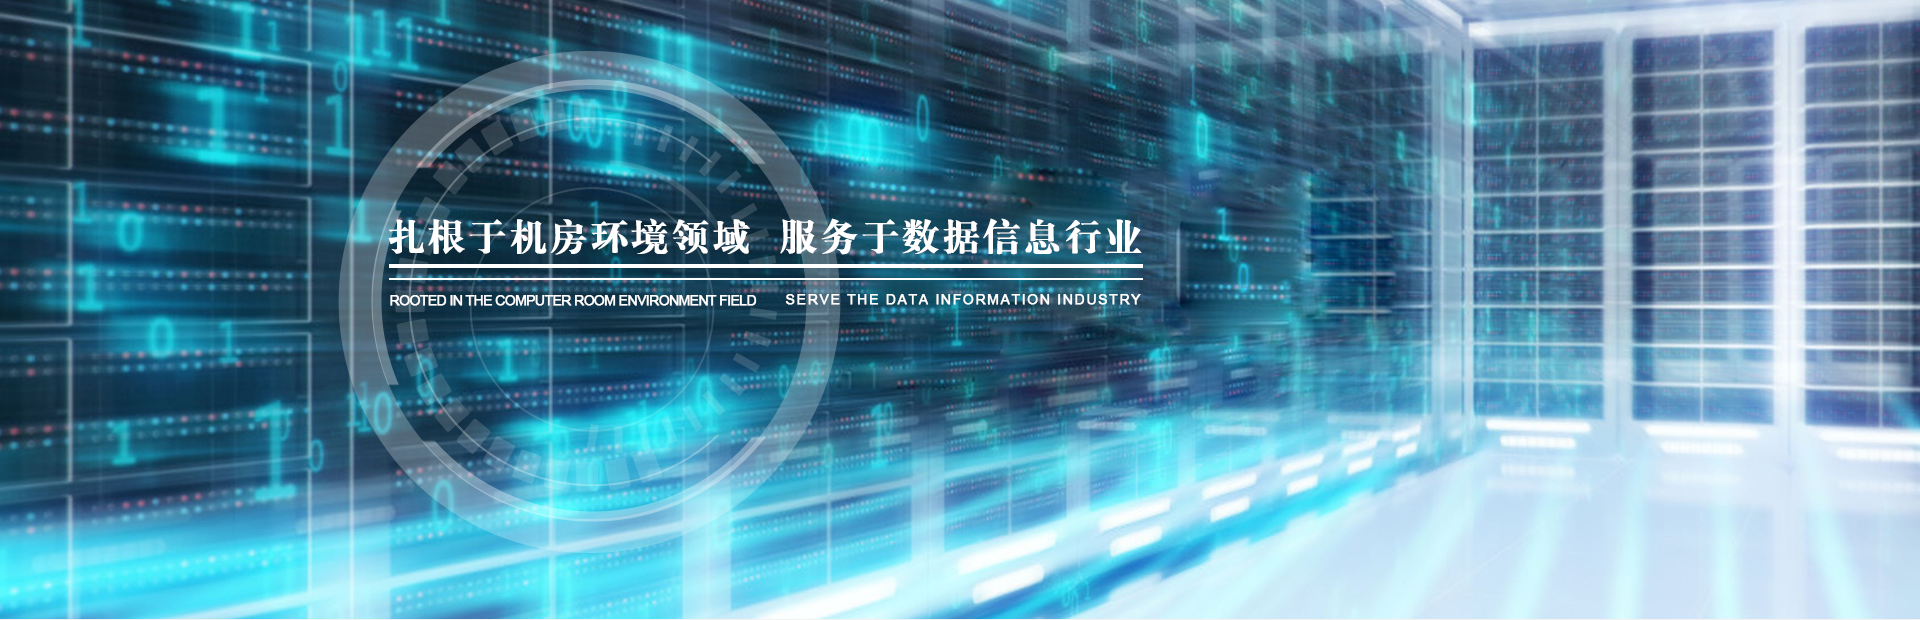 扎根于机房环境领域 服务于数据信息行业
ROOTED IN THE COMPUTER ROOM ENVIRONMENT FIELD SERVE THE DATA INFORMATION INDUSTRY